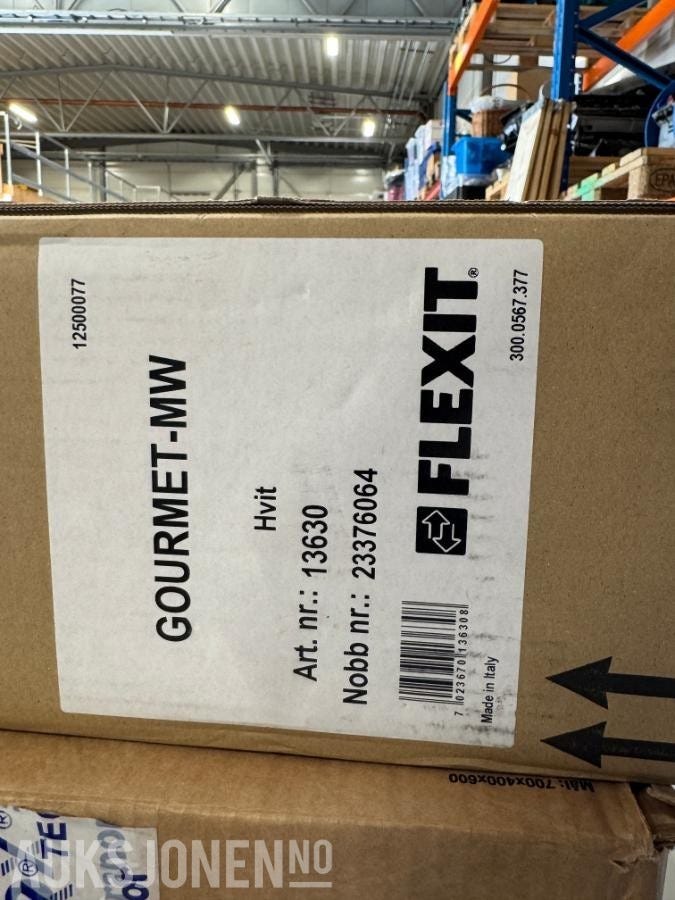 12500077
GOURMET-MW
Hvit
Art. nr.: 13630
Nobb nr.: 23376064
FLEXIT®
300.0567.377
7 023670 136308
Made in Italy
Mål: 700x400x600
AUKSJONEN NO